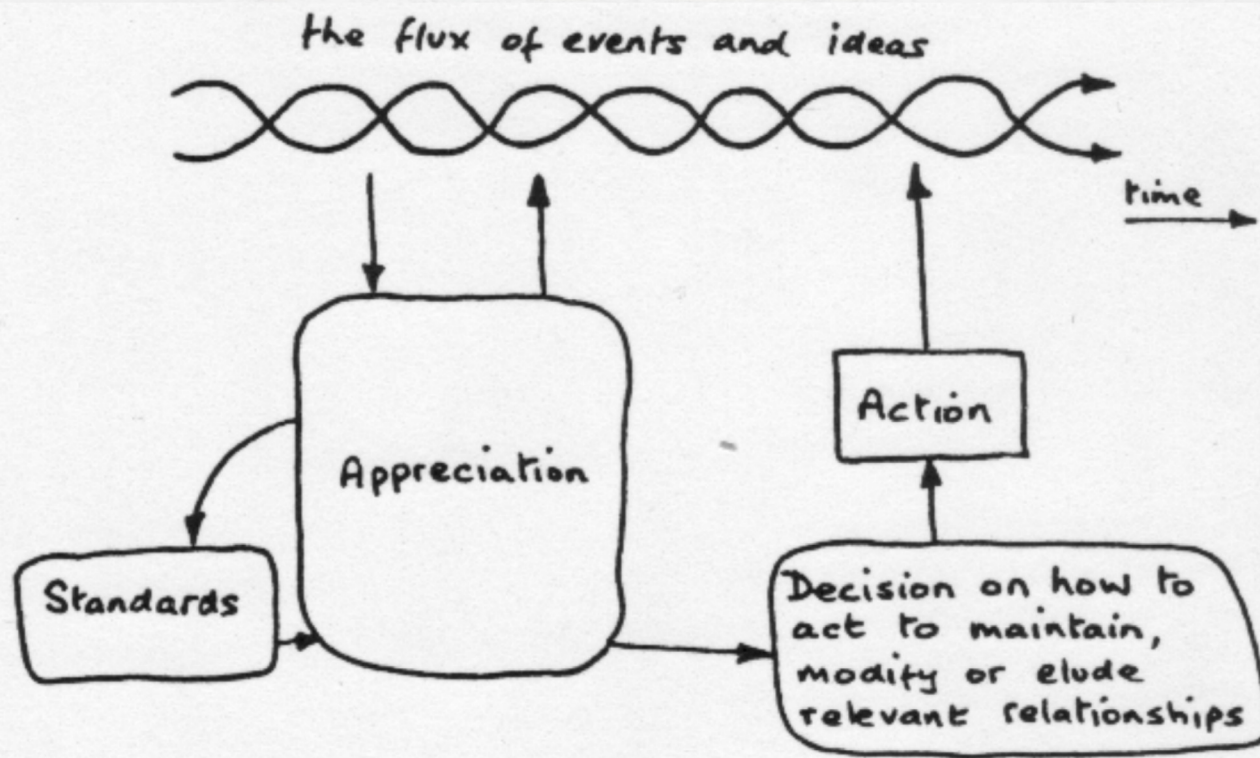 the flux of events and ideas
time
Action
Appreciation
Standards
Decision on how to
act to maintain,
modify or elude
relevant relationships